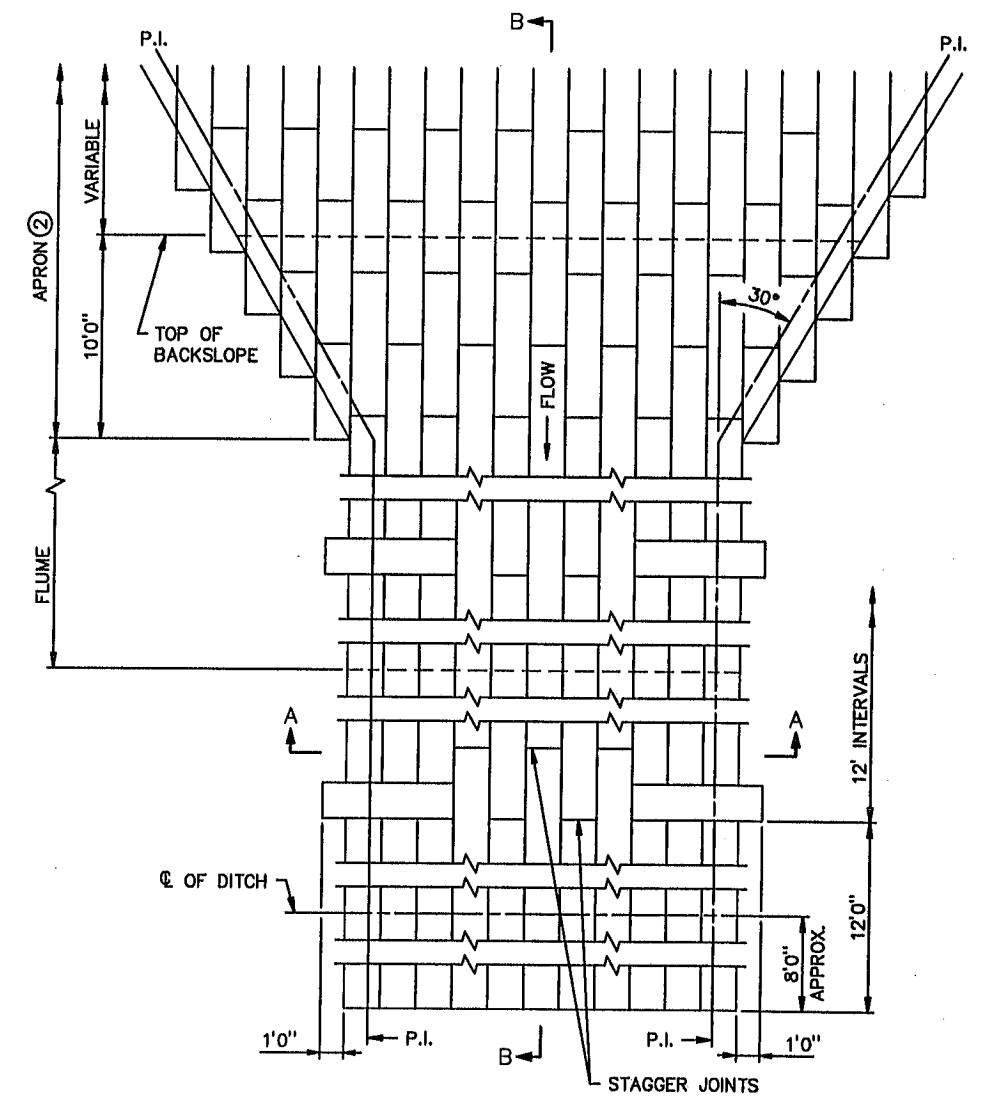 B
P.I.
P.I.
VARIABLE
APRON ②
10'0"
TOP OF
BACKSLOPE
30°
FLOW
FLUME
A
A
12' INTERVALS
℄ OF DITCH
12'0"
8'0"
APPROX.
1'0"
P.I.
B
P.I.
1'0"
STAGGER JOINTS